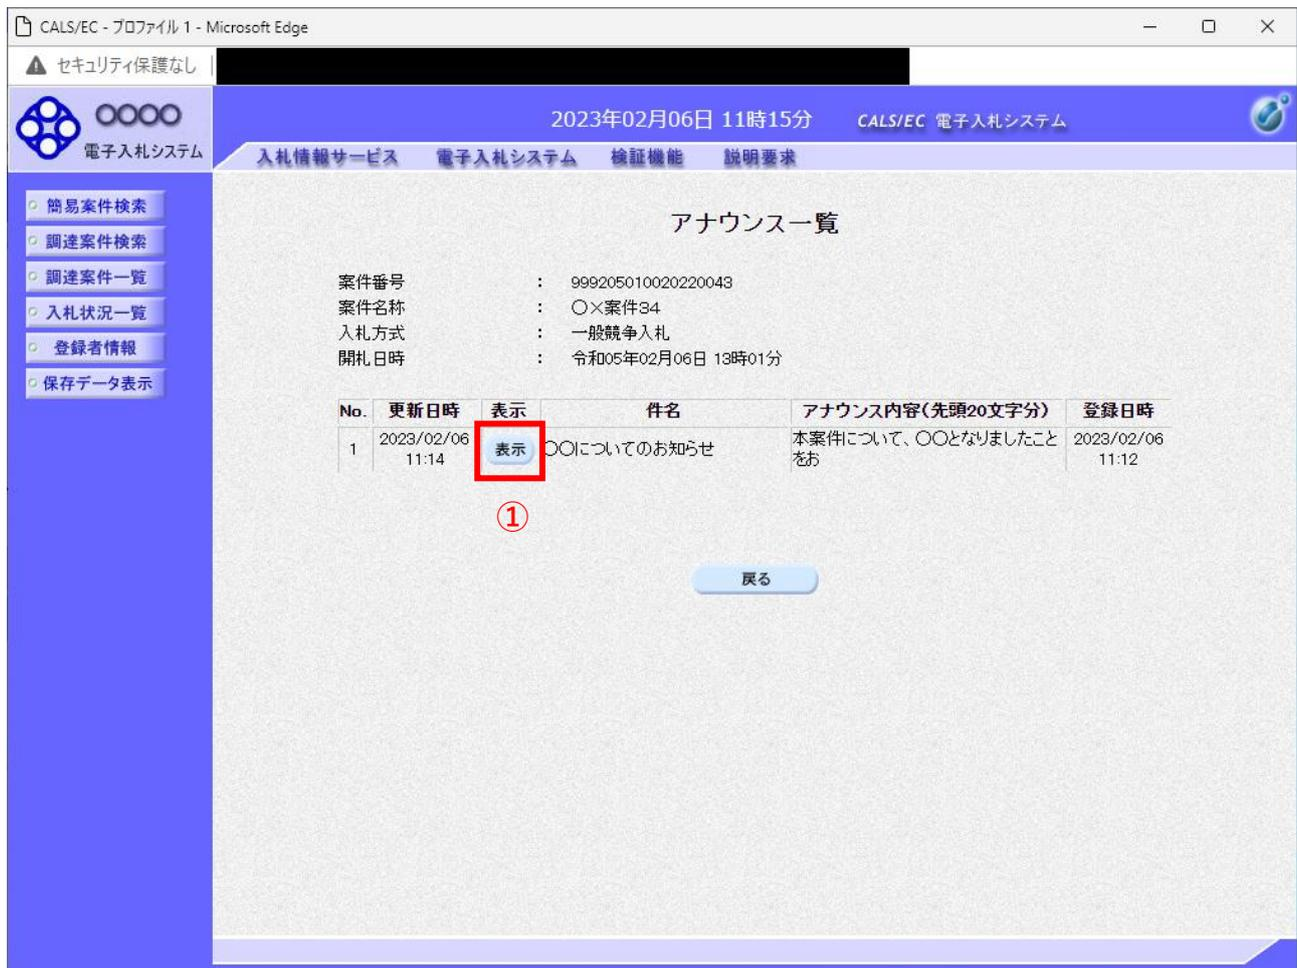 CALS/EC - プロファイル 1 - Microsoft Edge
セキュリティ保護なし
〇〇〇〇
電子入札システム
2023年02月06日 11時15分
CALS/EC 電子入札システム
入札情報サービス 電子入札システム 検証機能 説明要求
簡易案件検索
調達案件検索
調達案件一覧
入札状況一覧
登録者情報
保存データ表示
アナウンス一覧
案件番号 : 999205010020220043
案件名称 : 〇×案件34
入札方式 : 一般競争入札
開札日時 : 令和05年02月06日 13時01分
No. 更新日時 表示 件名 アナウンス内容(先頭20文字分) 登録日時
1 2023/02/06 11:14 表示 〇〇についてのお知らせ 本案件について、〇〇となりましたこと 2023/02/06 11:12
をお
①
戻る